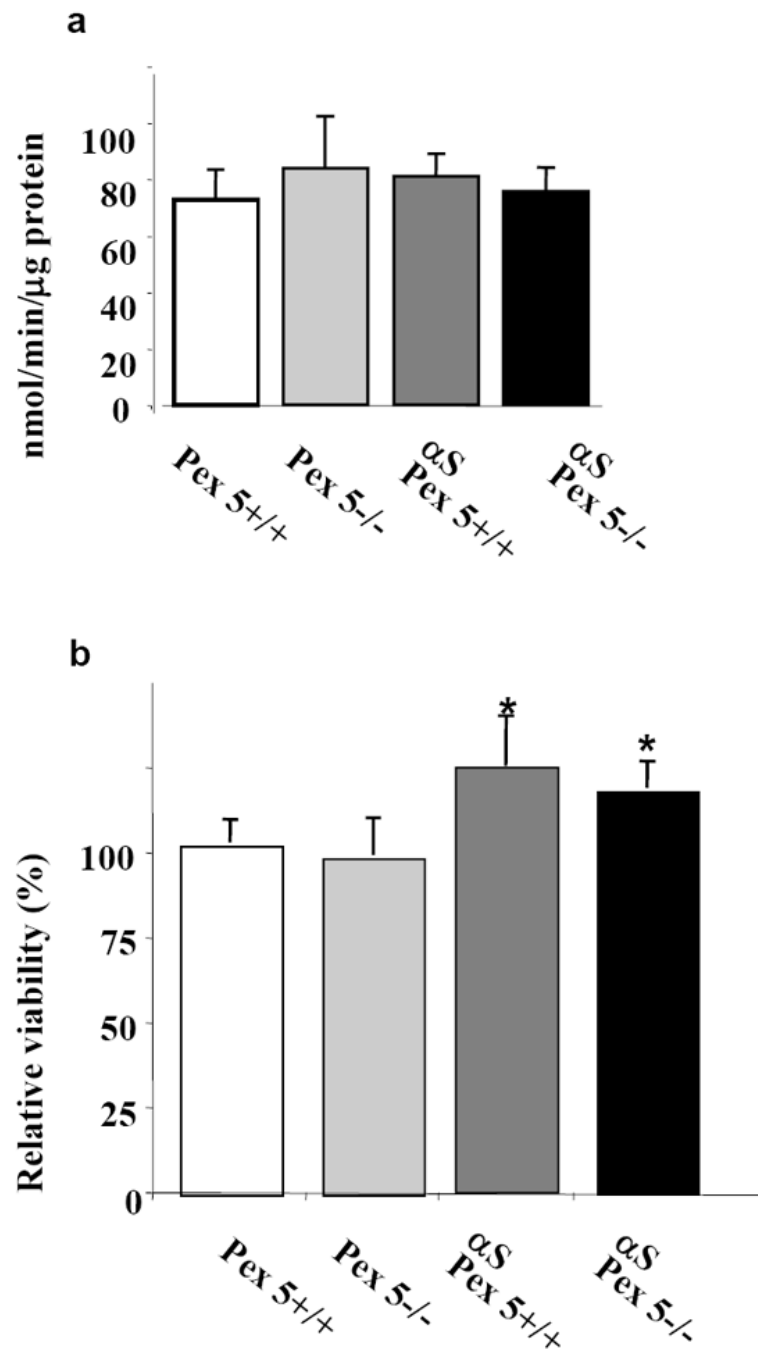 a
nmol/min/µg protein
100
80
60
40
20
0
Pex 5+/+
Pex 5-/-
αS
Pex 5+/+
αS
Pex 5-/-
b
Relative viability (%)
100
75
50
25
0
*
*
Pex 5+/+
Pex 5-/-
αS
Pex 5+/+
αS
Pex 5-/-